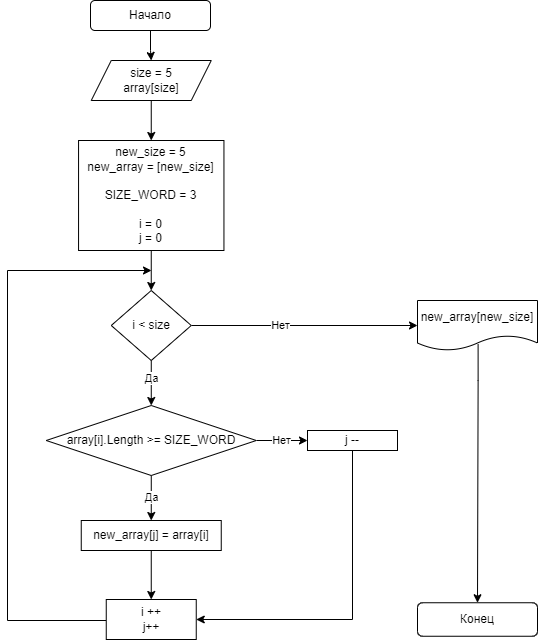 Начало
size = 5
array[size]
new_size = 5
new_array = [new_size]
SIZE_WORD = 3
i = 0
j = 0
i < size
Нет
new_array[new_size]
Да
array[i].Length >= SIZE_WORD
Нет
j --
Да
new_array[j] = array[i]
i ++
j++
Конец